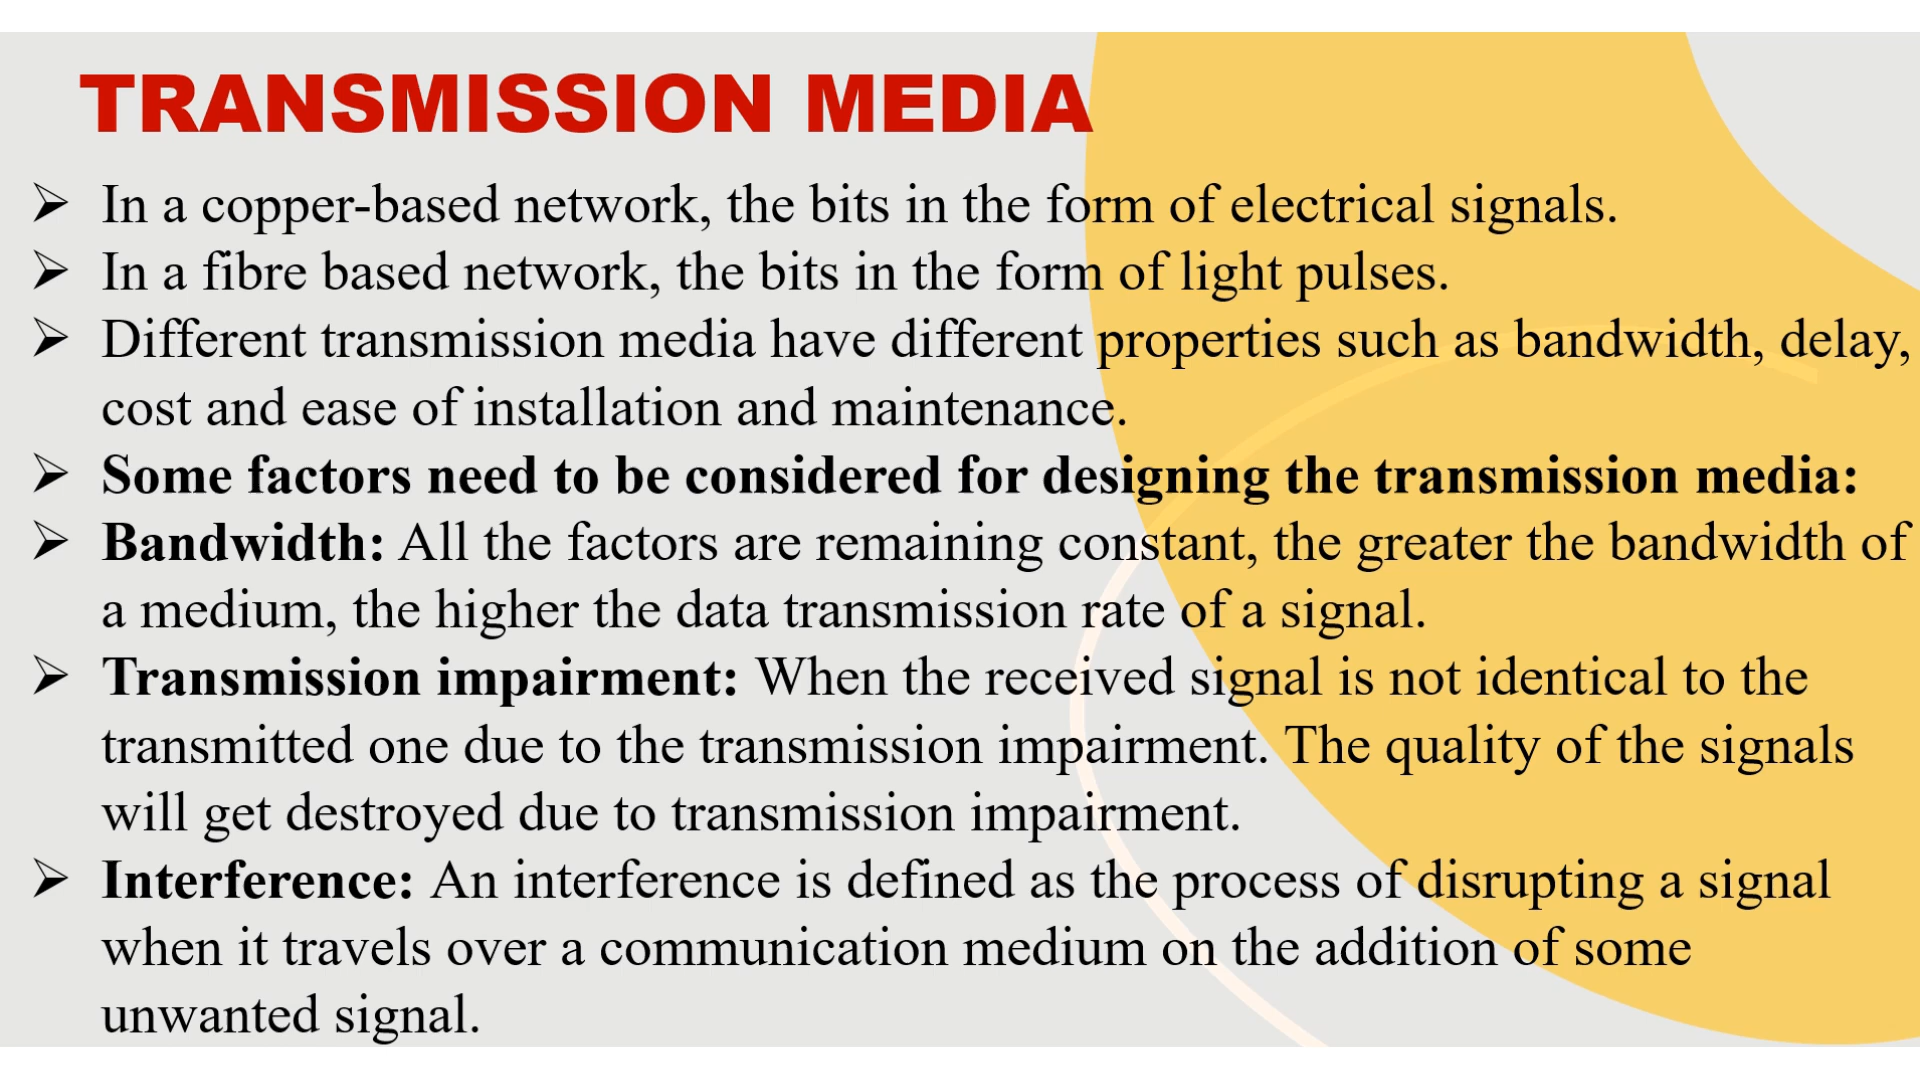 TRANSMISSION MEDIA
➢ In a copper-based network, the bits in the form of electrical signals.
➢ In a fibre based network, the bits in the form of light pulses.
➢ Different transmission media have different properties such as bandwidth, delay,
cost and ease of installation and maintenance.
➢ Some factors need to be considered for designing the transmission media:
➢ Bandwidth: All the factors are remaining constant, the greater the bandwidth of
a medium, the higher the data transmission rate of a signal.
➢ Transmission impairment: When the received signal is not identical to the
transmitted one due to the transmission impairment. The quality of the signals
will get destroyed due to transmission impairment.
➢ Interference: An interference is defined as the process of disrupting a signal
when it travels over a communication medium on the addition of some
unwanted signal.